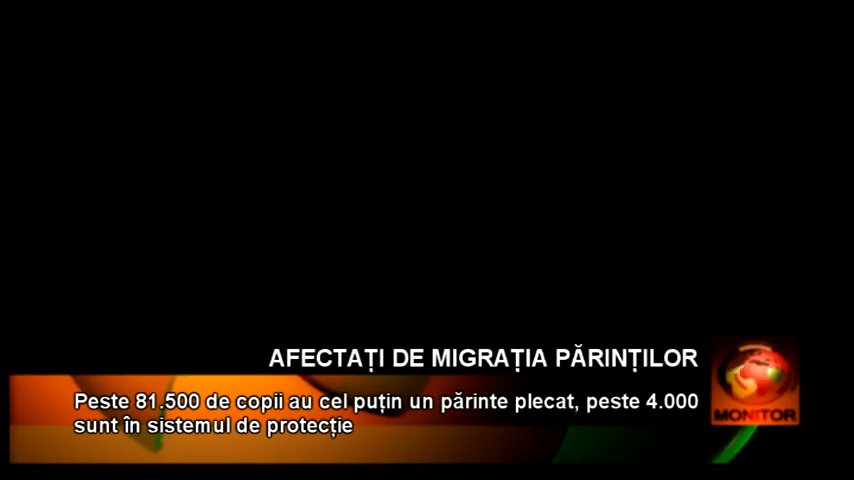 AFECTAȚI DE MIGRAȚIA PĂRINȚILOR
Peste 81.500 de copii au cel puțin un părinte plecat, peste 4.000
sunt în sistemul de protecție
MONITOR